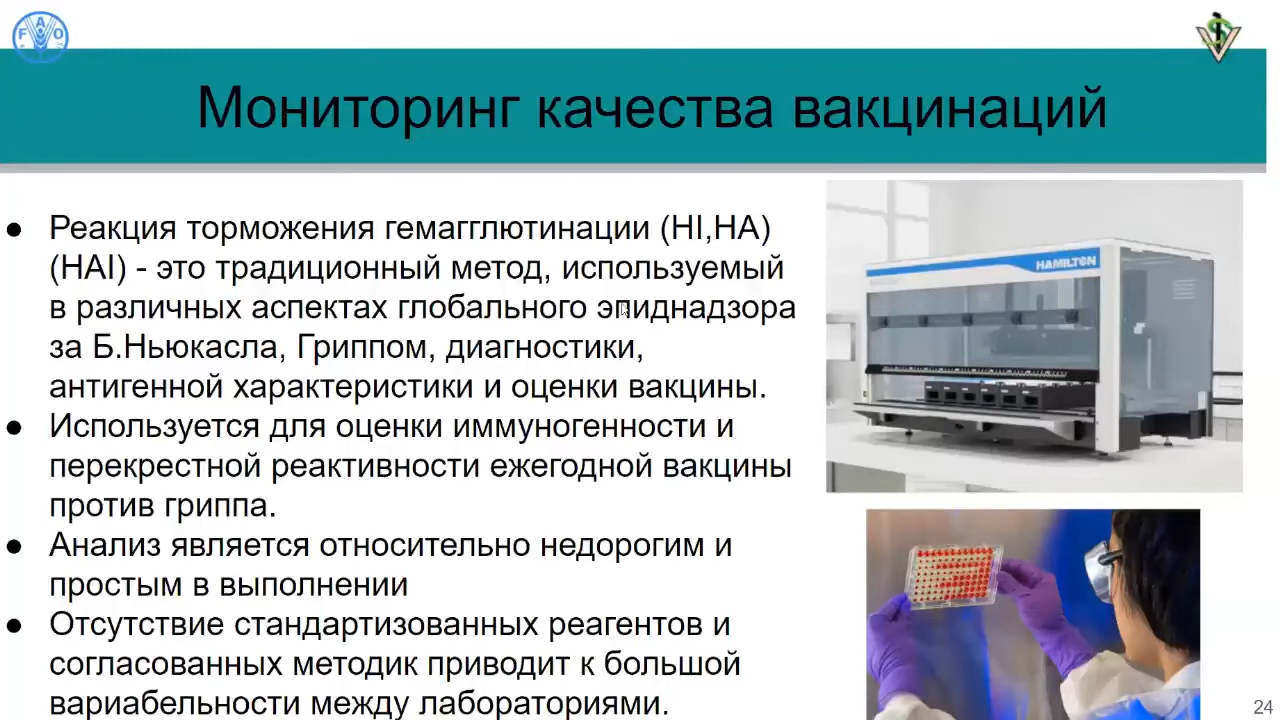 FAO
Мониторинг качества вакцинаций
● Реакция торможения гемагглютинации (HI,HA)
(HAI) - это традиционный метод, используемый
в различных аспектах глобального эпиднадзора
за Б.Ньюкасла, Гриппом, диагностики,
антигенной характеристики и оценки вакцины.
● Используется для оценки иммуногенности и
перекрестной реактивности ежегодной вакцины
против гриппа.
● Анализ является относительно недорогим и
простым в выполнении
● Отсутствие стандартизованных реагентов и
согласованных методик приводит к большой
вариабельности между лабораториями.
HAMILTON
24